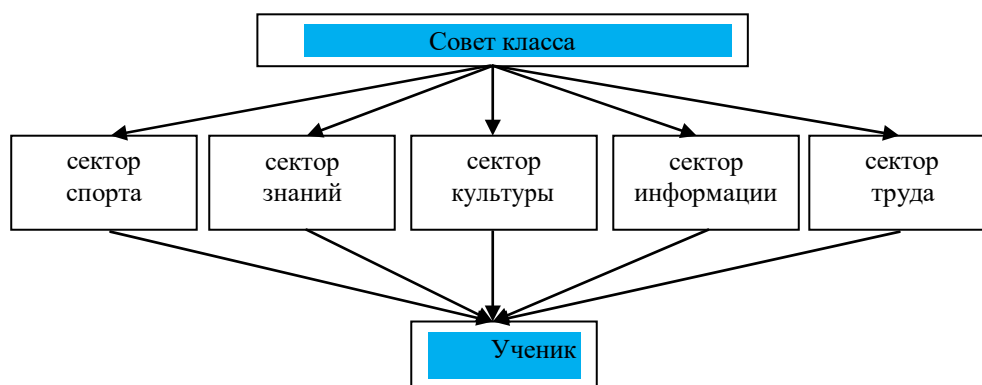 Совет класса
сектор
спорта
сектор
знаний
сектор
культуры
сектор
информации
сектор
труда
Ученик